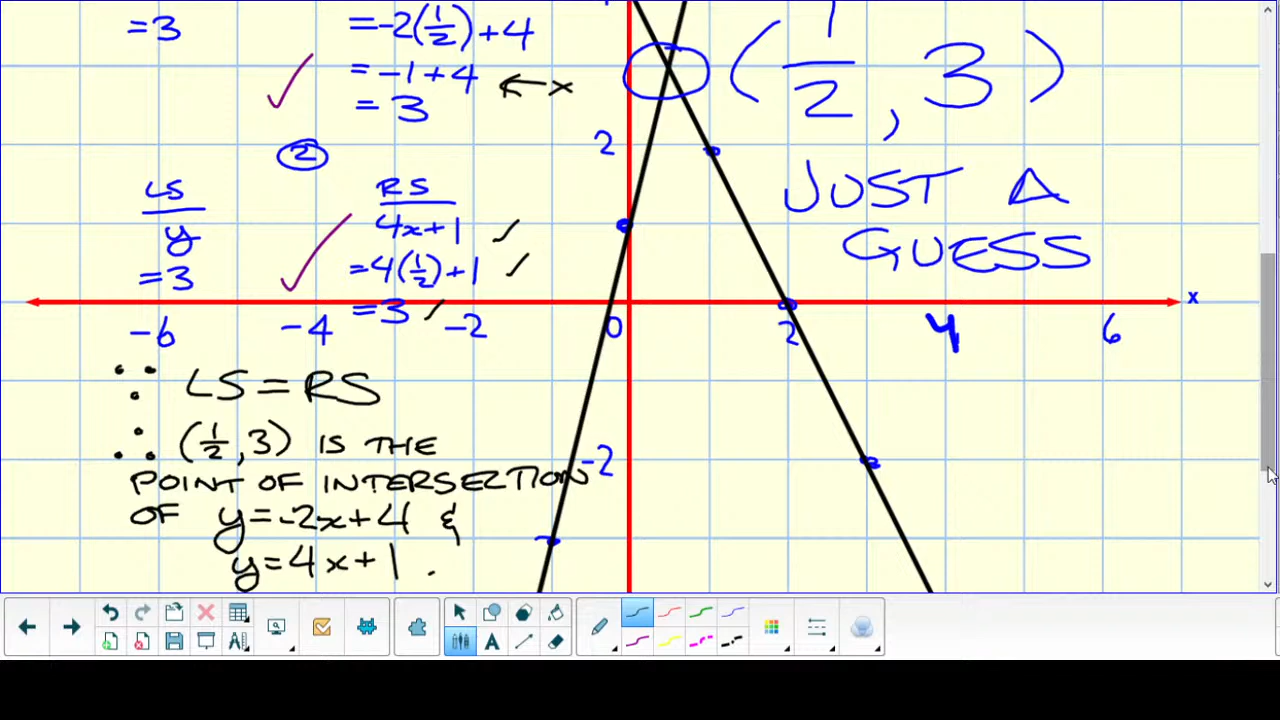 =3
=-2(1/2)+4
=-1+4 ← x
=3
(1/2, 3)
②
2
JUST A
GUESS
LS
y
=3
RS
4x+1
=4(1/2)+1
=3
-6 -4 -2 0 2 4 6 x
-2
∵ LS=RS
∴ (1/2, 3) IS THE
POINT OF INTERSECTION
OF y=-2x+4 &
y=4x+1.
A